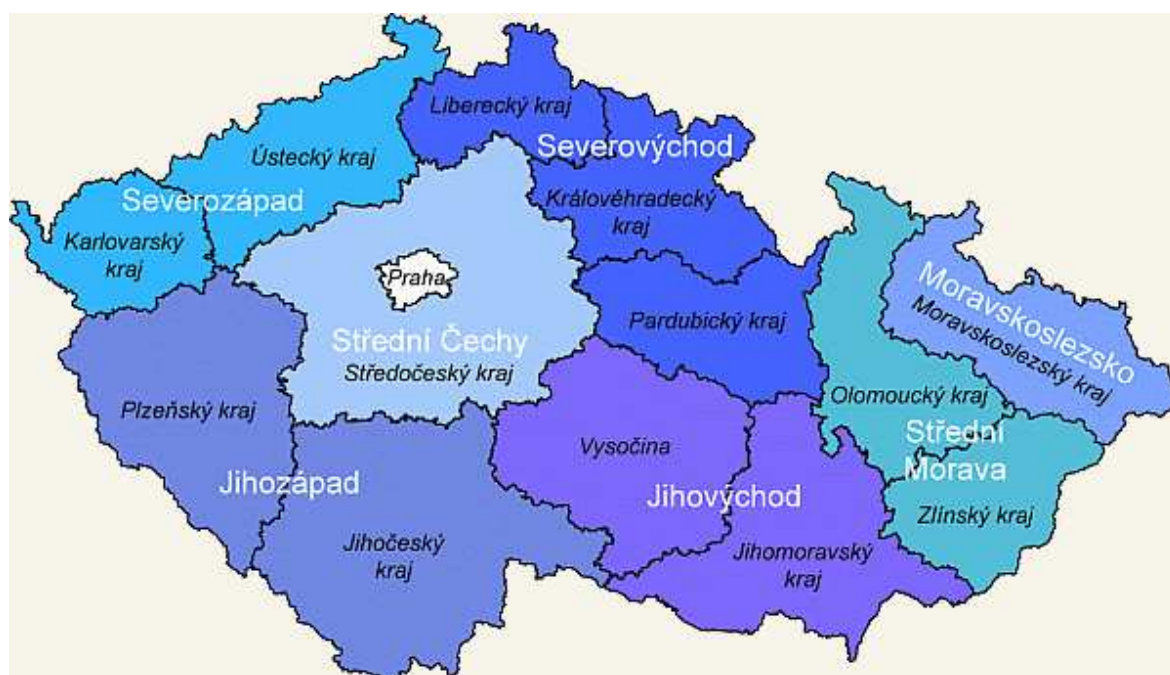 Liberecký kraj
Severovýchod
Ústecký kraj
Severozápad
Královéhradecký
kraj
Karlovarský
kraj
Praha
Moravskoslezsko
Moravskoslezský kraj
Pardubický kraj
Střední Čechy
Středočeský kraj
Plzeňský kraj
Olomoucký kraj
Střední
Morava
Vysočina
Jihozápad
Jihovýchod
Zlínský kraj
Jihočeský
kraj
Jihomoravský
kraj